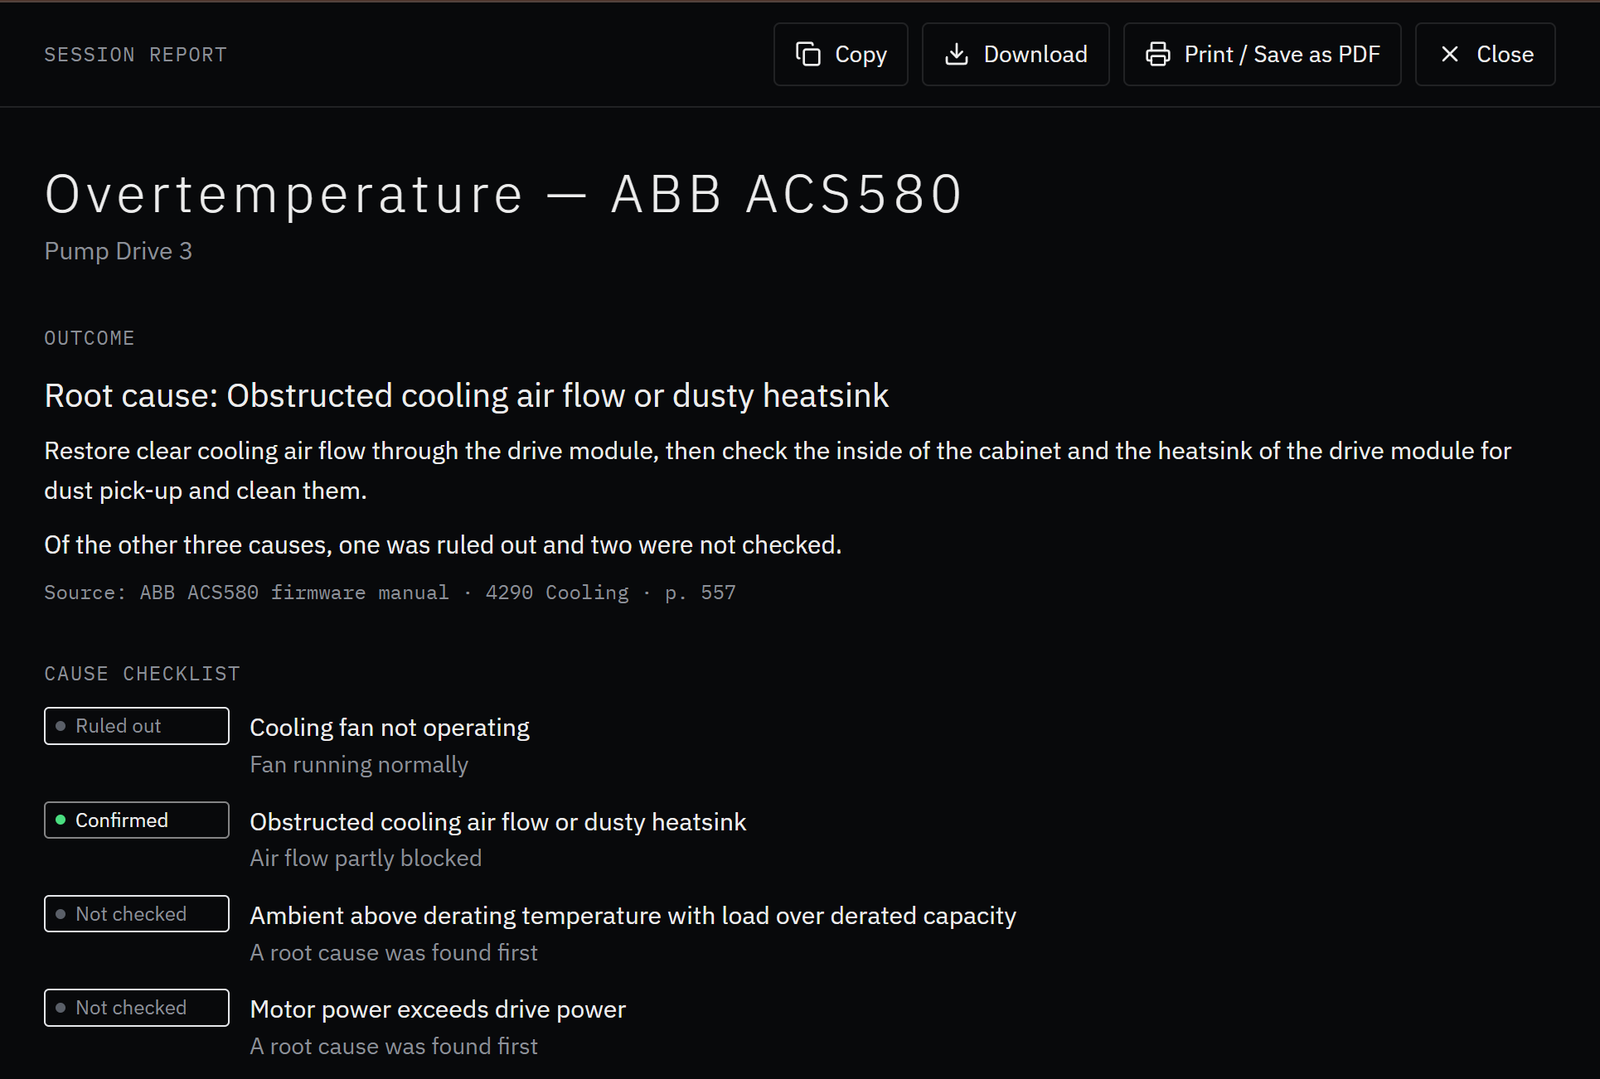 SESSION REPORT
Copy
Download
Print / Save as PDF
Close
Overtemperature — ABB ACS580
Pump Drive 3
OUTCOME
Root cause: Obstructed cooling air flow or dusty heatsink
Restore clear cooling air flow through the drive module, then check the inside of the cabinet and the heatsink of the drive module for
dust pick-up and clean them.
Of the other three causes, one was ruled out and two were not checked.
Source: ABB ACS580 firmware manual · 4290 Cooling · p. 557
CAUSE CHECKLIST
Ruled out
Cooling fan not operating
Fan running normally
Confirmed
Obstructed cooling air flow or dusty heatsink
Air flow partly blocked
Not checked
Ambient above derating temperature with load over derated capacity
A root cause was found first
Not checked
Motor power exceeds drive power
A root cause was found first